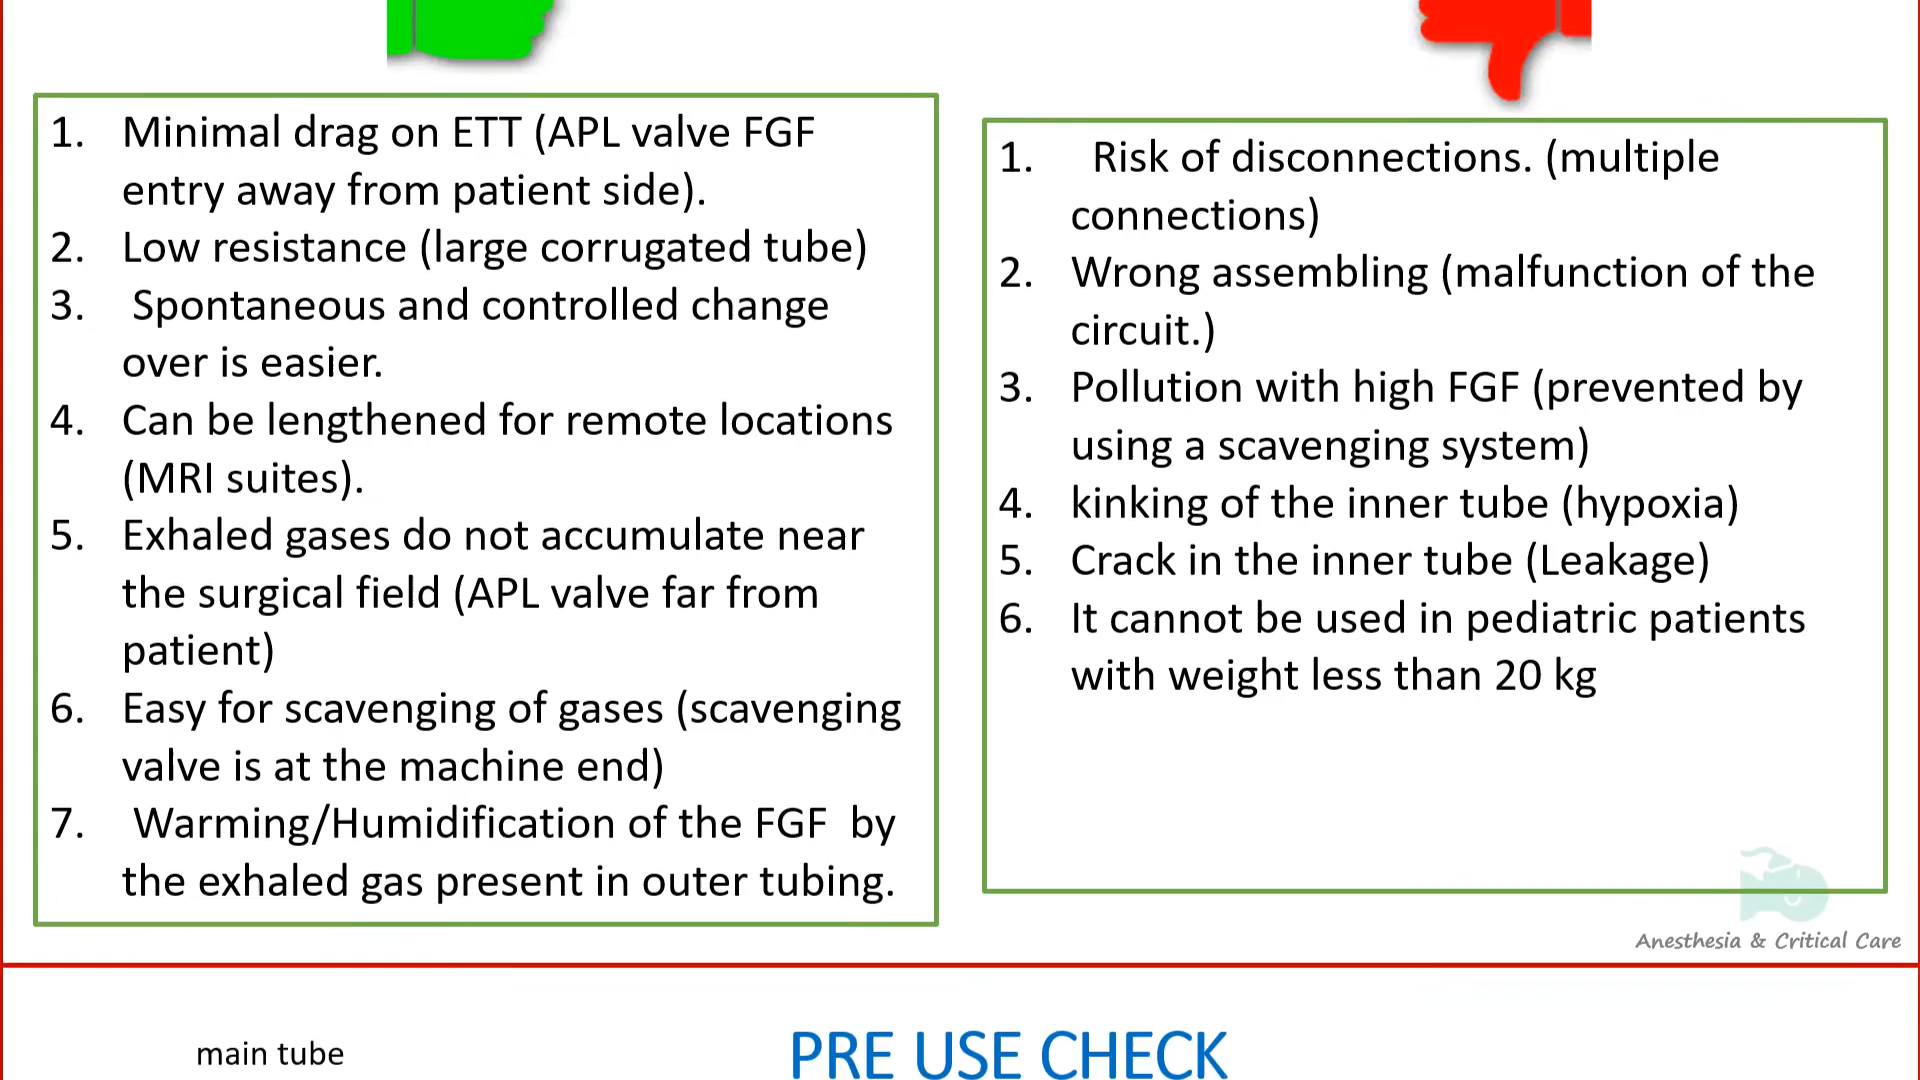 1. Minimal drag on ETT (APL valve FGF
entry away from patient side).
2. Low resistance (large corrugated tube)
3. Spontaneous and controlled change
over is easier.
4. Can be lengthened for remote locations
(MRI suites).
5. Exhaled gases do not accumulate near
the surgical field (APL valve far from
patient)
6. Easy for scavenging of gases (scavenging
valve is at the machine end)
7. Warming/Humidification of the FGF by
the exhaled gas present in outer tubing.
1. Risk of disconnections. (multiple
connections)
2. Wrong assembling (malfunction of the
circuit.)
3. Pollution with high FGF (prevented by
using a scavenging system)
4. kinking of the inner tube (hypoxia)
5. Crack in the inner tube (Leakage)
6. It cannot be used in pediatric patients
with weight less than 20 kg
Anesthesia & Critical Care
main tube
PRE USE CHECK